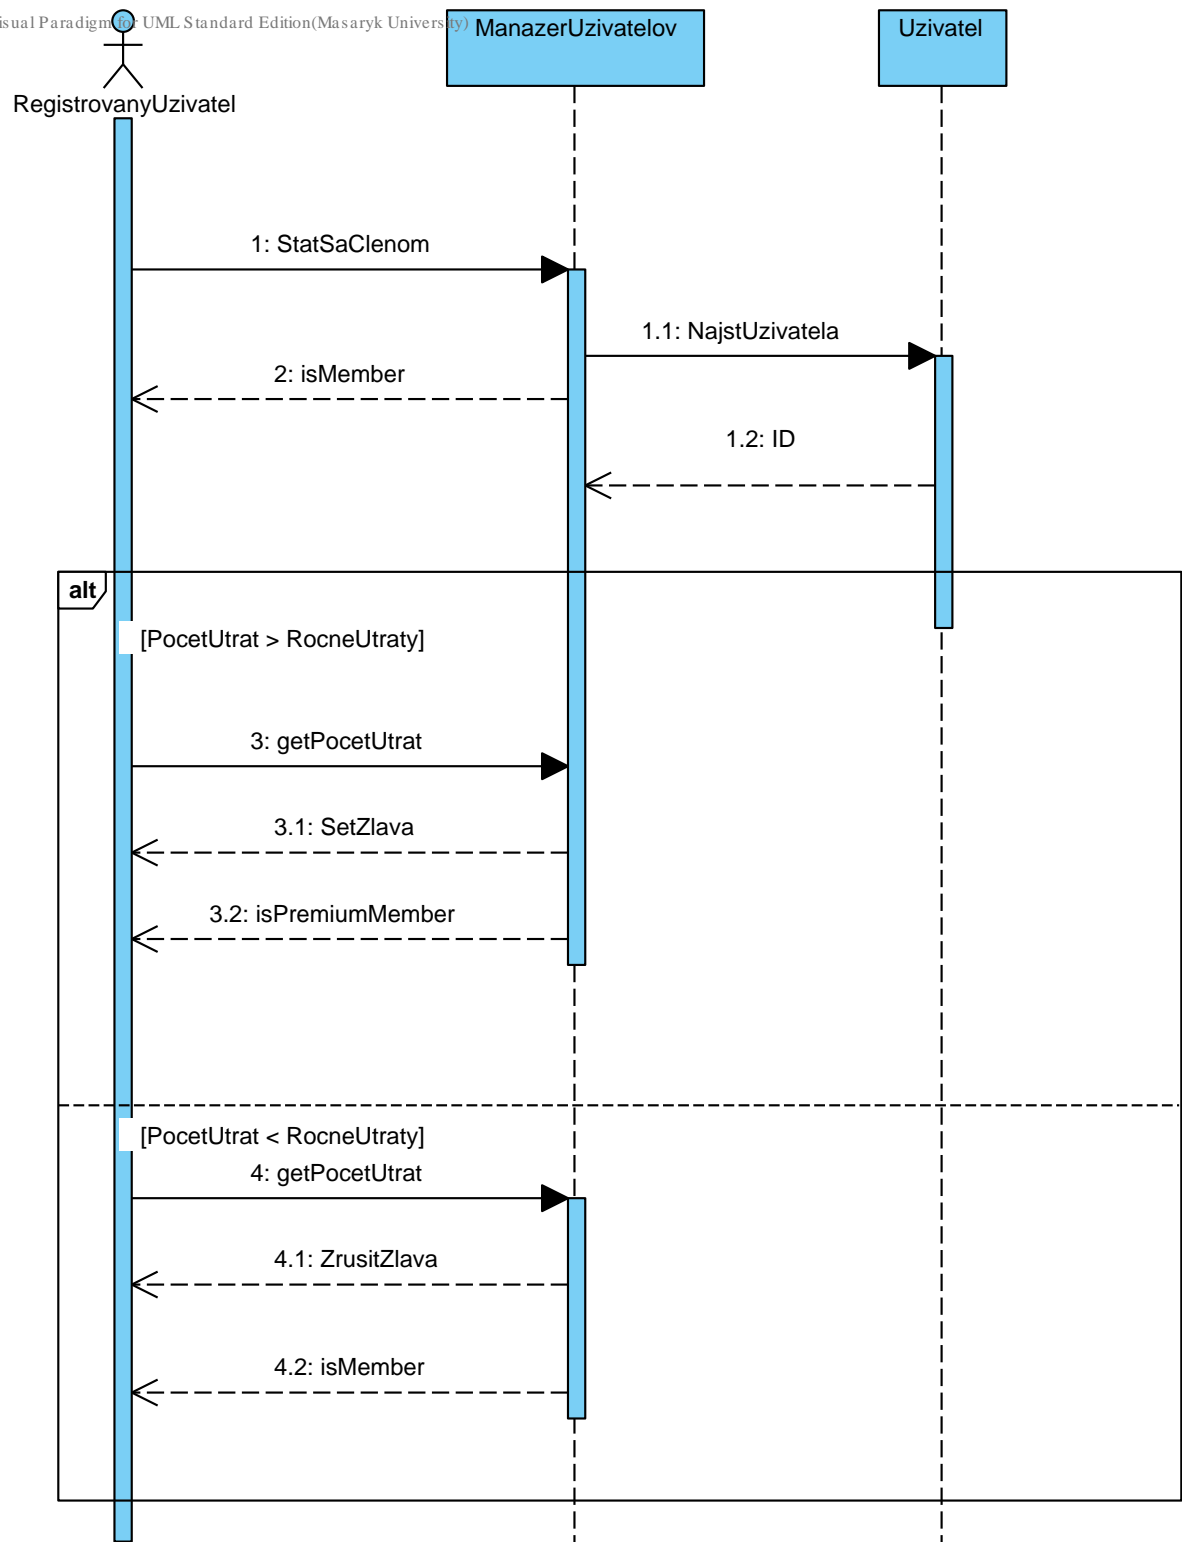 isual Paradigm for UML Standard Edition(Masaryk University)
ManazerUzivatelov
Uzivatel
RegistrovanyUzivatel
1: StatSaClenom
1.1: NajstUzivatela
2: isMember
1.2: ID
alt
[PocetUtrat > RocneUtraty]
3: getPocetUtrat
3.1: SetZlava
3.2: isPremiumMember
[PocetUtrat < RocneUtraty]
4: getPocetUtrat
4.1: ZrusitZlava
4.2: isMember